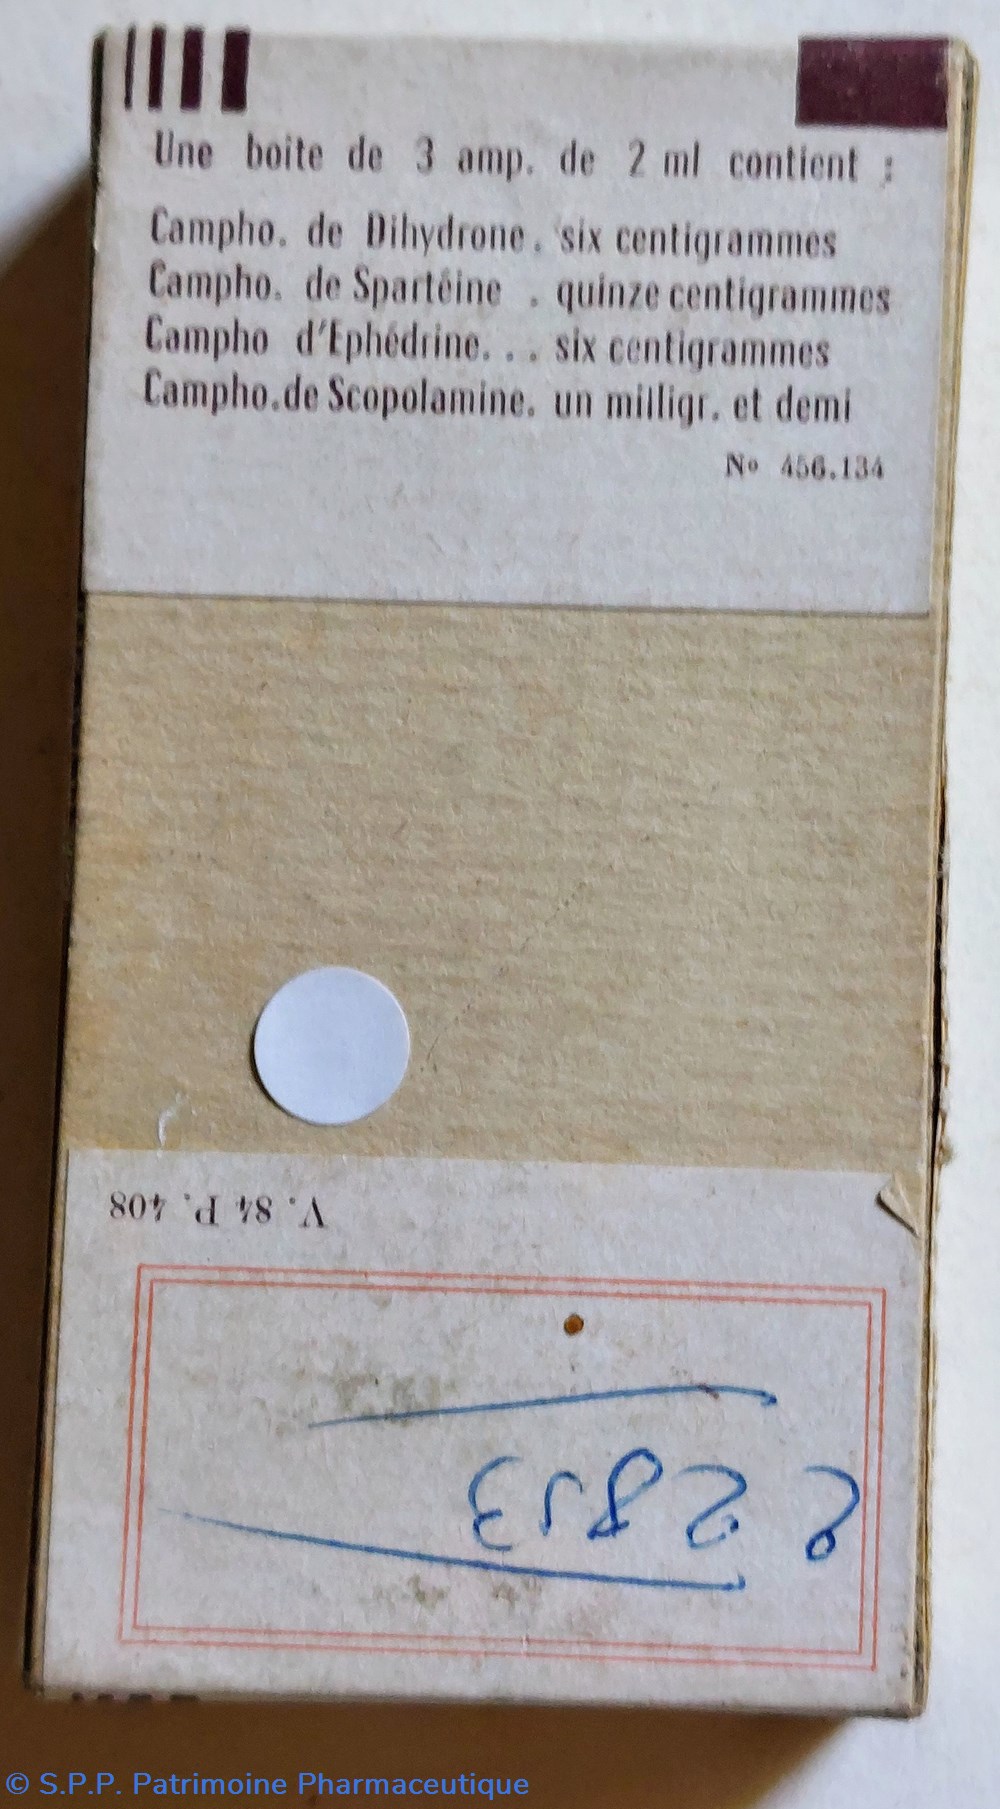 Une boite de 3 amp. de 2 ml contient :
Campho. de Dihydrone. six centigrammes
Campho. de Spartéine . quinze centigrammes
Campho d'Ephédrine. . . six centigrammes
Campho. de Scopolamine. un milligr. et demi
No 456.134
V. 84 P. 408
© S.P.P. Patrimoine Pharmaceutique